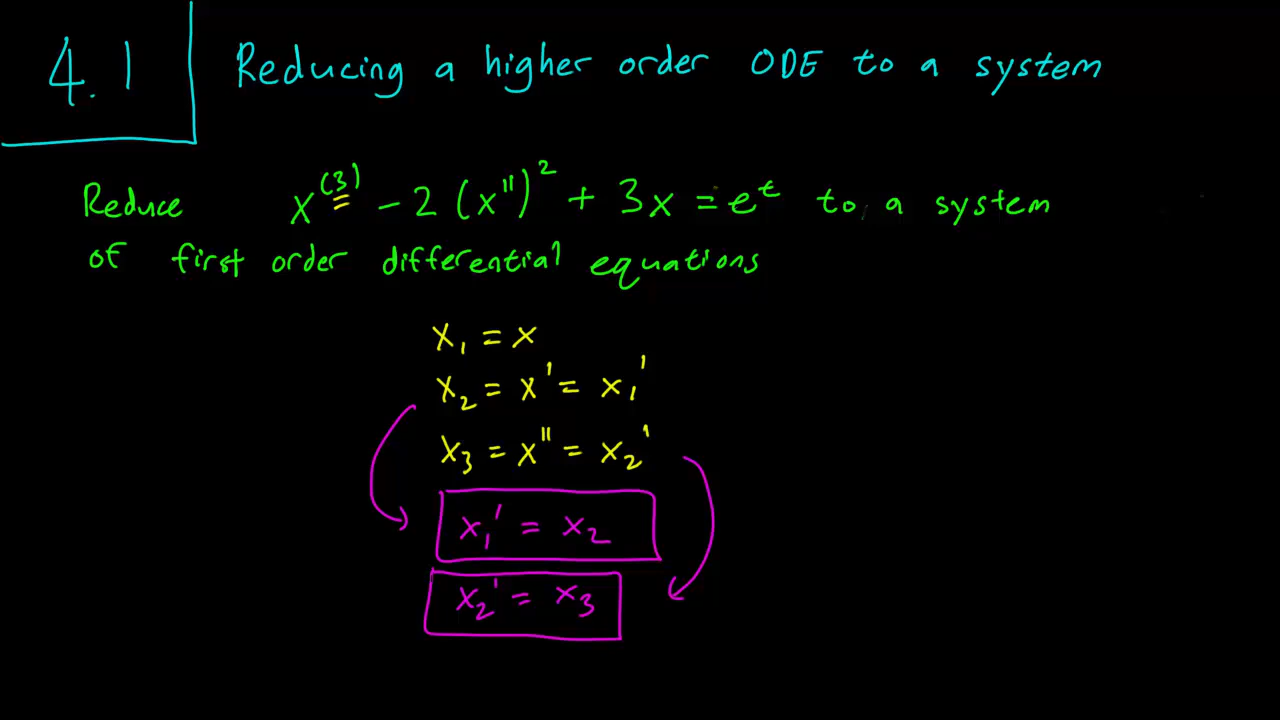 4.1 Reducing a higher order ODE to a system
Reduce x⁽³⁾ - 2(x'')² + 3x = eᵗ to a system
of first order differential equations
x₁ = x
x₂ = x' = x₁'
x₃ = x'' = x₂'
x₁' = x₂
x₂' = x₃